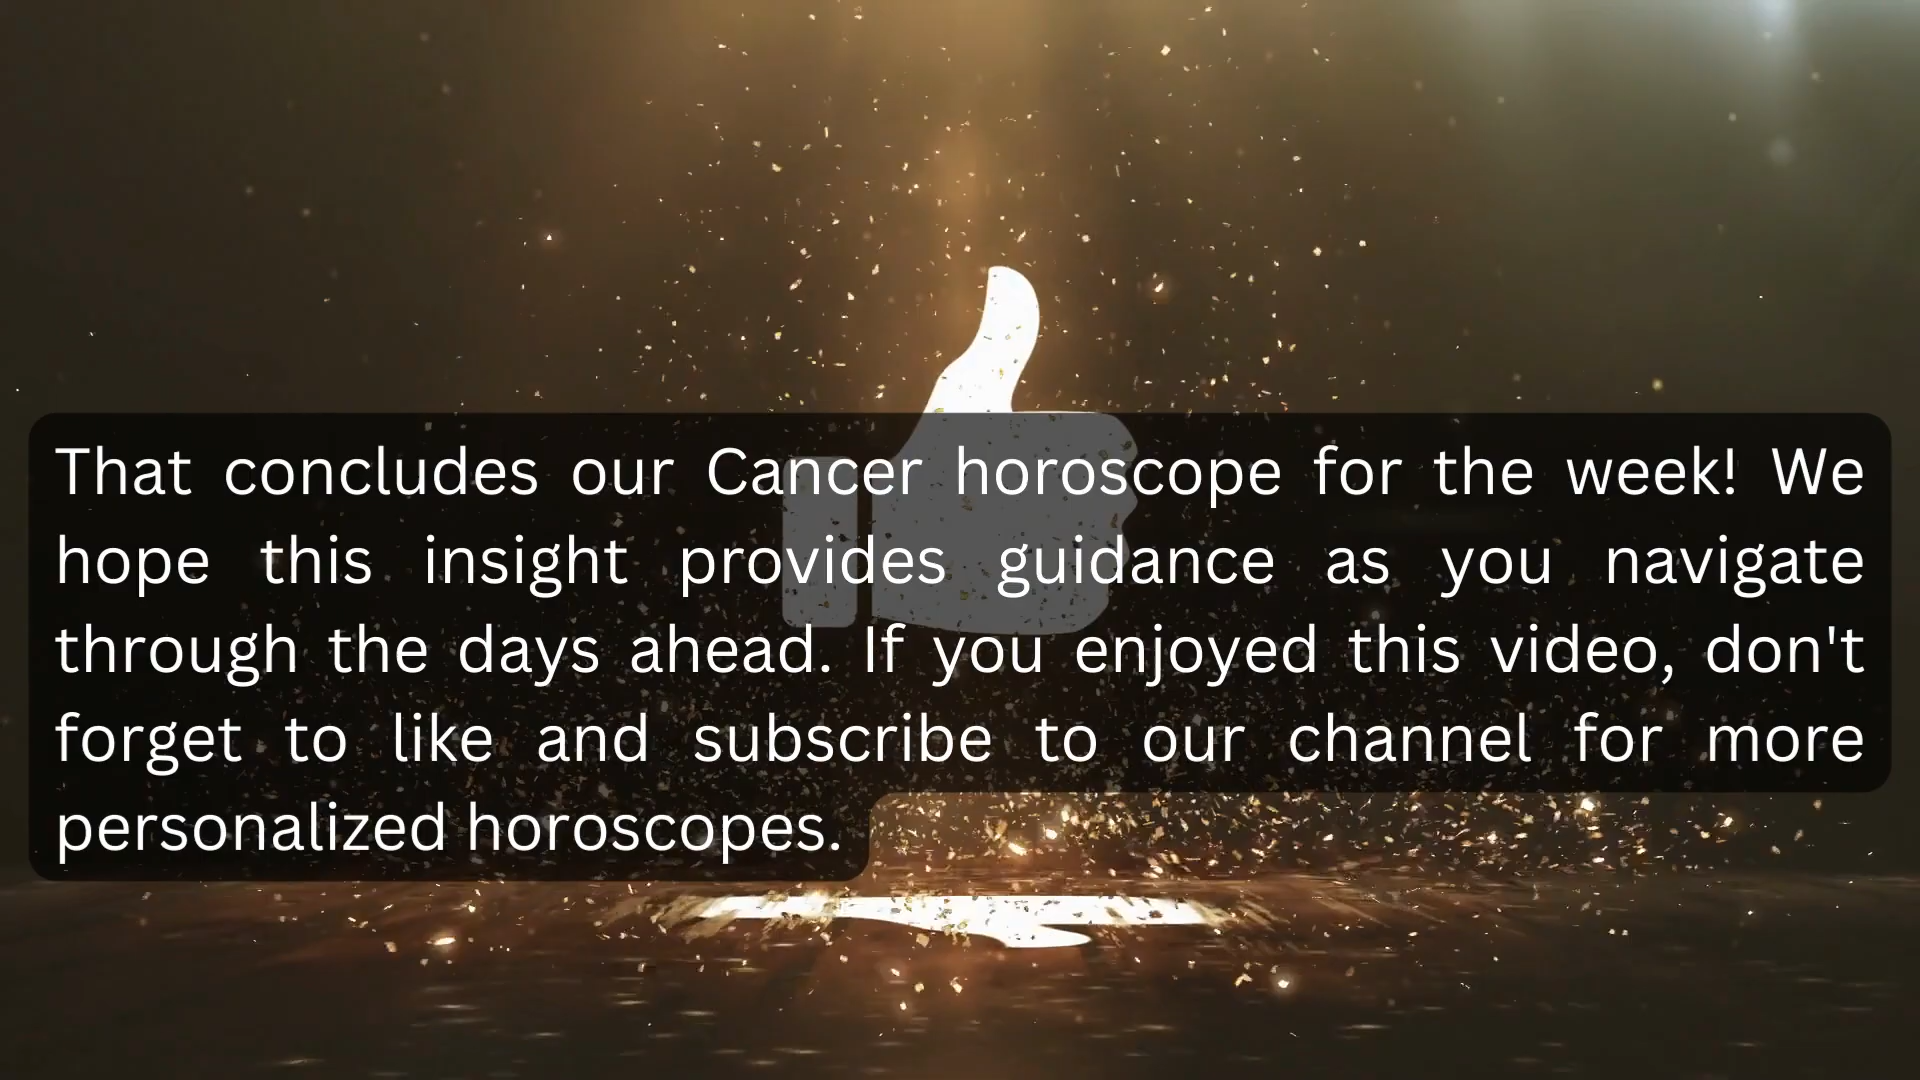 That concludes our Cancer horoscope for the week! We
hope this insight provides guidance as you navigate
through the days ahead. If you enjoyed this video, don't
forget to like and subscribe to our channel for more
personalized horoscopes.